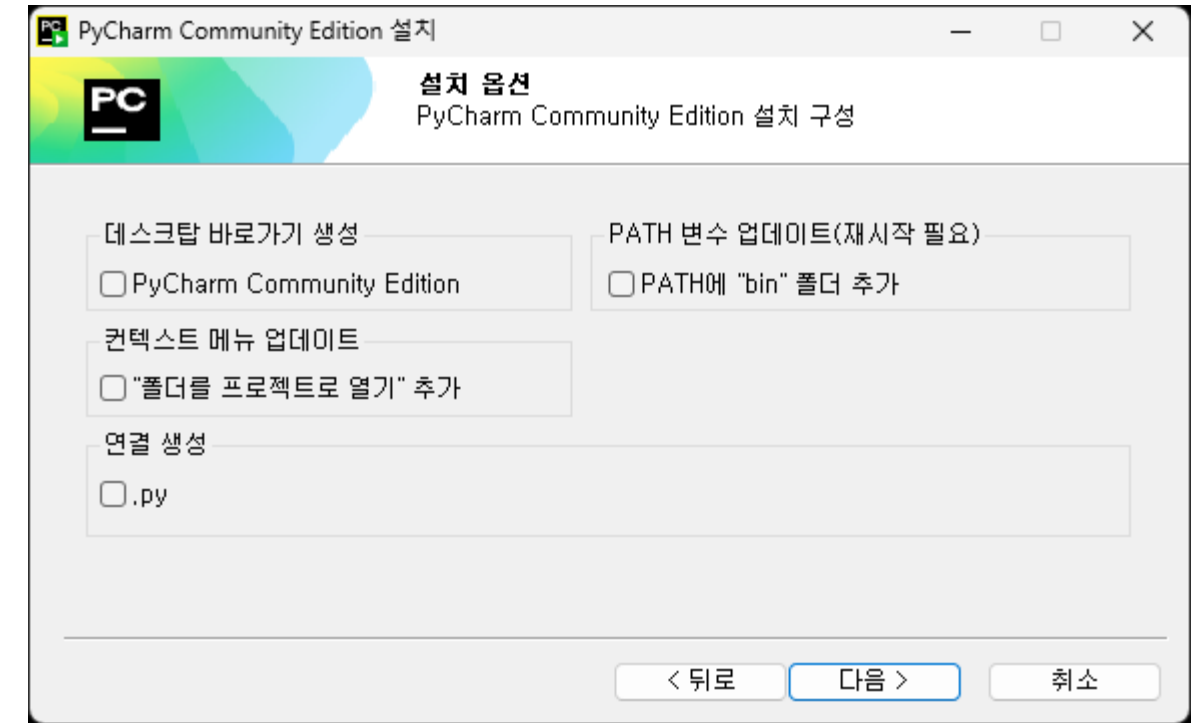 PyCharm Community Edition 설치
PC
설치 옵션
PyCharm Community Edition 설치 구성
데스크탑 바로가기 생성
PyCharm Community Edition
PATH 변수 업데이트(재시작 필요)
PATH에 "bin" 폴더 추가
컨텍스트 메뉴 업데이트
"폴더를 프로젝트로 열기" 추가
연결 생성
.py
< 뒤로
다음 >
취소